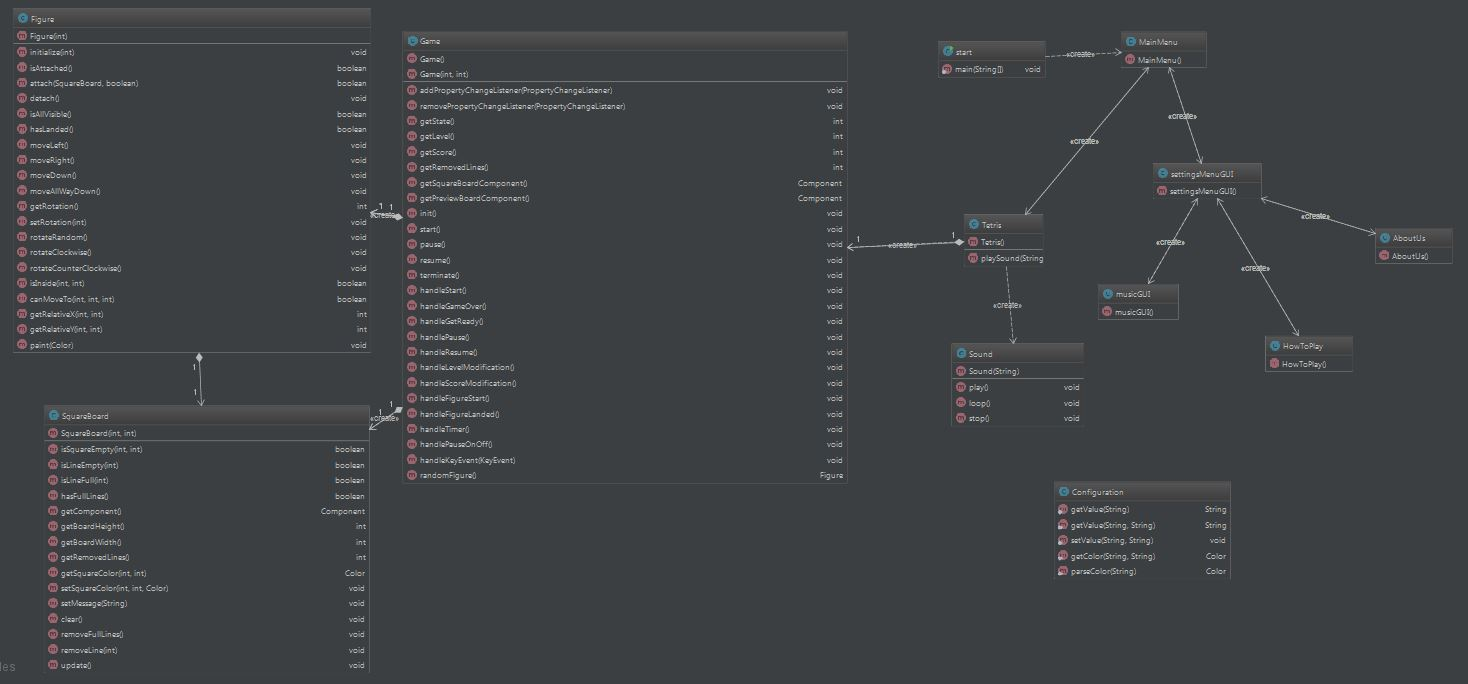 Figure
Figure(int)
initialize(int) void
isAttached() boolean
attach(SquareBoard, boolean) boolean
detach() void
isAllVisible() boolean
hasLanded() boolean
moveLeft() void
moveRight() void
moveDown() void
moveAllWayDown() void
getRotation() int
setRotation(int) void
rotateRandom() void
rotateClockwise() void
rotateCounterClockwise() void
isInside(int, int) boolean
canMoveTo(int, int, int) boolean
getRelativeX(int, int) int
getRelativeY(int, int) int
paint(Color) void
1
1
SquareBoard
SquareBoard(int, int)
isSquareEmpty(int, int) boolean
isLineEmpty(int) boolean
isLineFull(int) boolean
hasFullLines() boolean
getComponent() Component
getBoardHeight() int
getBoardWidth() int
getRemovedLines() int
getSquareColor(int, int) Color
setSquareColor(int, int, Color) void
setMessage(String) void
clear() void
removeFullLines() void
removeLine(int) void
update() void
les
1 1
«create»
1 1
«create»
Game
Game()
Game(int, int)
addPropertyChangeListener(PropertyChangeListener) void
removePropertyChangeListener(PropertyChangeListener) void
getState() int
getLevel() int
getScore() int
getRemovedLines() int
getSquareBoardComponent() Component
getPreviewBoardComponent() Component
init() void
start() void
pause() void
resume() void
terminate() void
handleStart() void
handleGameOver() void
handleGetReady() void
handlePause() void
handleResume() void
handleLevelModification() void
handleScoreModification() void
handleFigureStart() void
handleFigureLanded() void
handleTimer() void
handlePauseOnOff() void
handleKeyEvent(KeyEvent) void
randomFigure() Figure
1 1
«create»
start
main(String[]) void
«create»
MainMenu
MainMenu()
«create»
«create»
Tetris
Tetris()
playSound(String
«create»
Sound
Sound(String)
play() void
loop() void
stop() void
settingsMenuGUI
settingsMenuGUI()
«create»
«create»
«create»
AboutUs
AboutUs()
musicGUI
musicGUI()
HowToPlay
HowToPlay()
Configuration
getValue(String) String
getValue(String, String) String
setValue(String, String) void
getColor(String, String) Color
parseColor(String) Color